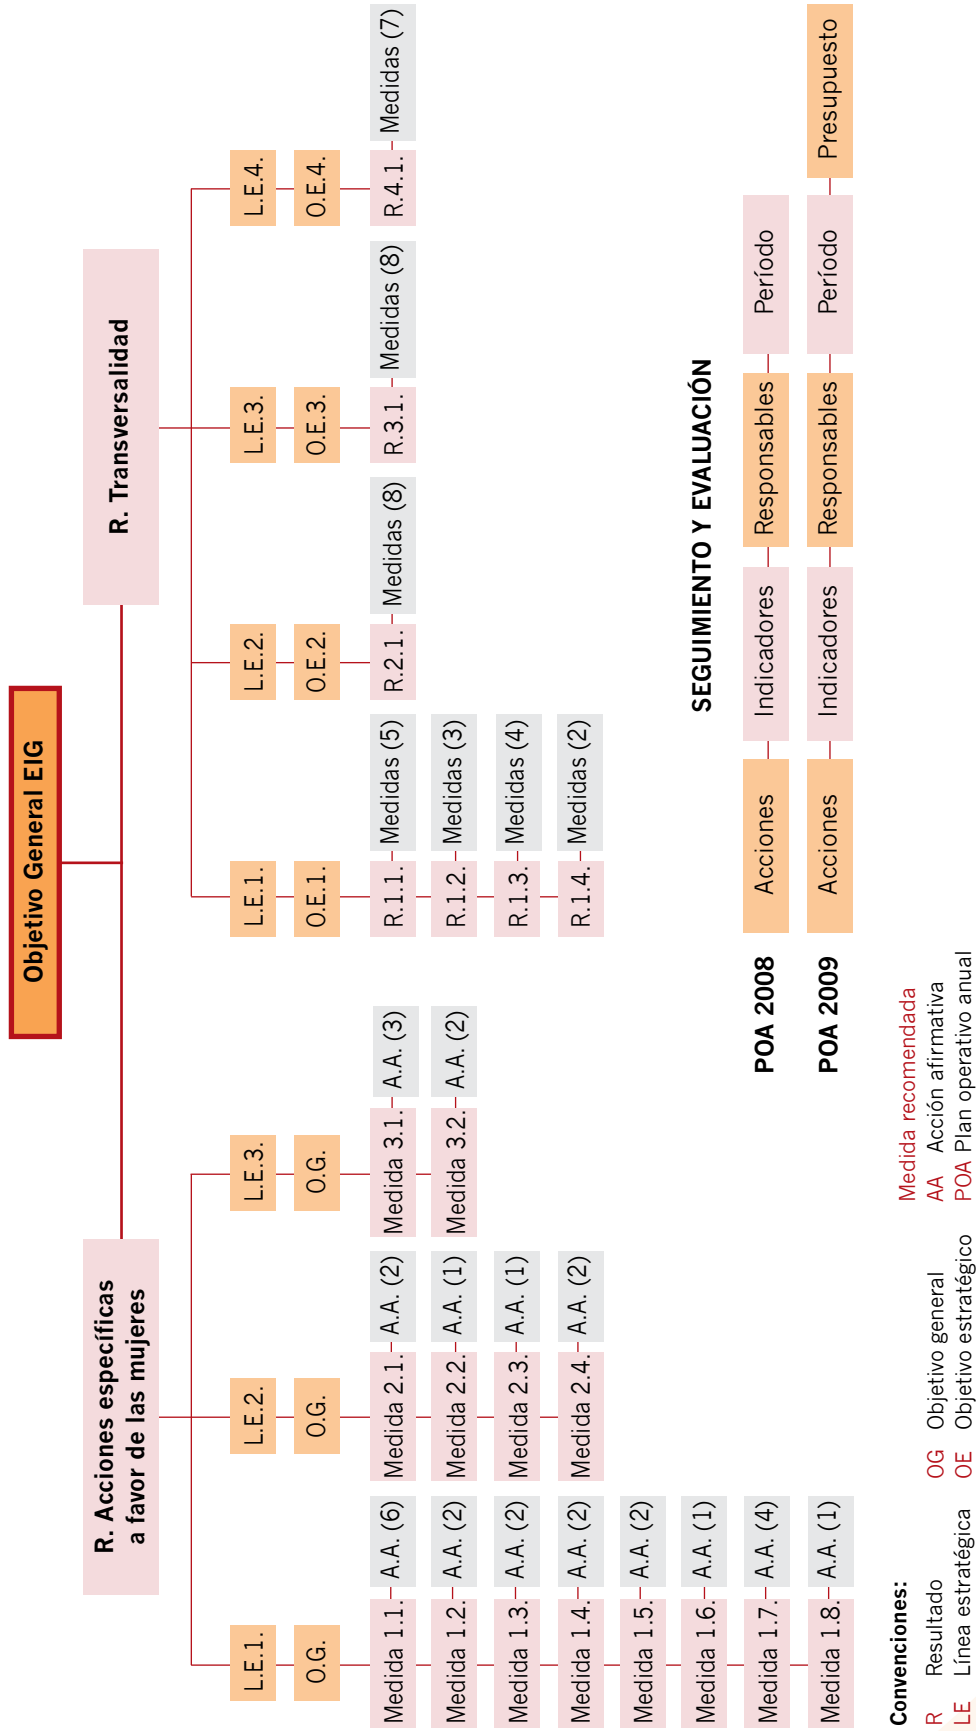 Objetivo General EIG
R. Acciones específicas
a favor de las mujeres
L.E.1.
O.G.
Medida 1.1. A.A. (6)
Medida 1.2. A.A. (2)
Medida 1.3. A.A. (2)
Medida 1.4. A.A. (2)
Medida 1.5. A.A. (2)
Medida 1.6. A.A. (1)
Medida 1.7. A.A. (4)
Medida 1.8. A.A. (1)
L.E.2.
O.G.
Medida 2.1. A.A. (2)
Medida 2.2. A.A. (1)
Medida 2.3. A.A. (1)
Medida 2.4. A.A. (2)
L.E.3.
O.G.
Medida 3.1. A.A. (3)
Medida 3.2. A.A. (2)
R. Transversalidad
L.E.1.
O.E.1.
R.1.1. Medidas (5)
R.1.2. Medidas (3)
R.1.3. Medidas (4)
R.1.4. Medidas (2)
L.E.2.
O.E.2.
R.2.1. Medidas (8)
L.E.3.
O.E.3.
R.3.1. Medidas (8)
L.E.4.
O.E.4.
R.4.1. Medidas (7)
SEGUIMIENTO Y EVALUACIÓN
POA 2008 Acciones Indicadores Responsables Período
POA 2009 Acciones Indicadores Responsables Período Presupuesto
Convenciones:
R Resultado
LE Línea estratégica
OG Objetivo general
OE Objetivo estratégico
Medida recomendada
AA Acción afirmativa
POA Plan operativo anual